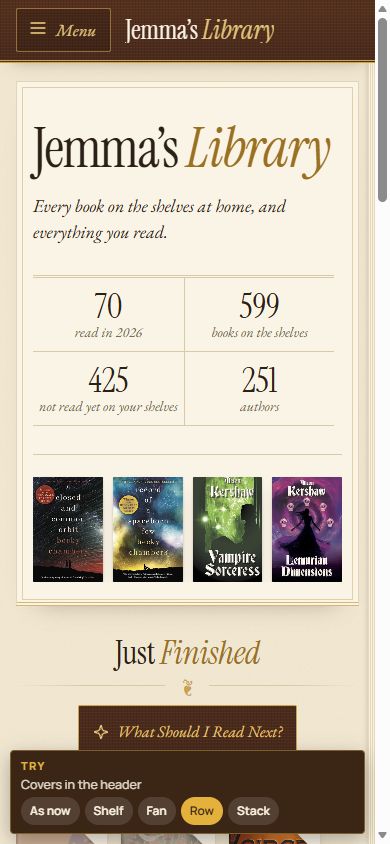 Menu
Jemma's Library
Jemma's Library
Every book on the shelves at home, and
everything you read.
70
read in 2026
599
books on the shelves
425
not read yet on your shelves
251
authors
closed
and
common
orbit
becky
chambers
record
of a
spaceborn
few
becky
chambers
Kershaw
Vampire
Sorceress
Kershaw
Lemurian
Dimensions
Just Finished
What Should I Read Next?
TRY
Covers in the header
As now
Shelf
Fan
Row
Stack